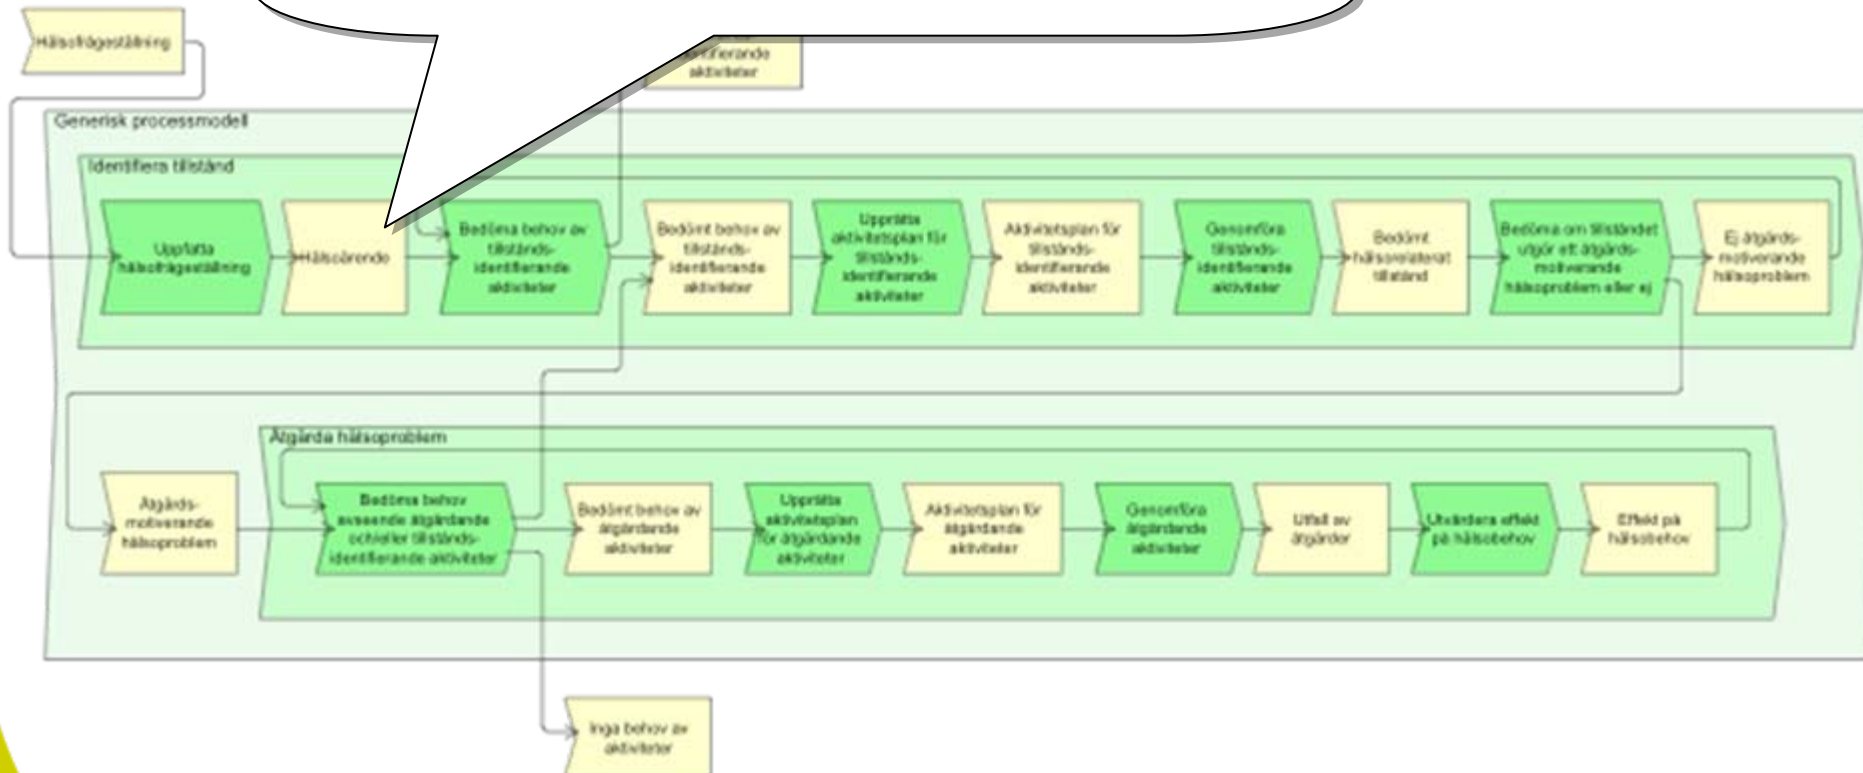 Hälsofrågeställning
identifierande
aktiviteter
Generisk processmodell
Identifiera tillstånd
Uppfatta
hälsofrågeställning
Hälsoärende
Bedöma behov av
tillstånds-
identifierande
aktiviteter
Bedömt behov av
tillstånds-
identifierande
aktiviteter
Upprätta
aktivitetsplan för
tillstånds-
identifierande
aktiviteter
Aktivitetsplan för
tillstånds-
identifierande
aktiviteter
Genomföra
tillstånds-
identifierande
aktiviteter
Bedömt
hälsorelaterat
tillstånd
Bedöma om tillståndet
utgör ett åtgärds-
motiverande
hälsoproblem eller ej
Ej åtgärds-
motiverande
hälsoproblem
Åtgärda hälsoproblem
Åtgärds-
motiverande
hälsoproblem
Bedöma behov
avseende åtgärdande
och/eller tillstånds-
identifierande aktiviteter
Bedömt behov av
åtgärdande
aktiviteter
Upprätta
aktivitetsplan
för åtgärdande
aktiviteter
Aktivitetsplan för
åtgärdande
aktiviteter
Genomföra
åtgärdande
aktiviteter
Utfall av
åtgärder
Utvärdera effekt
på hälsobehov
Effekt på
hälsobehov
Inga behov av
aktiviteter